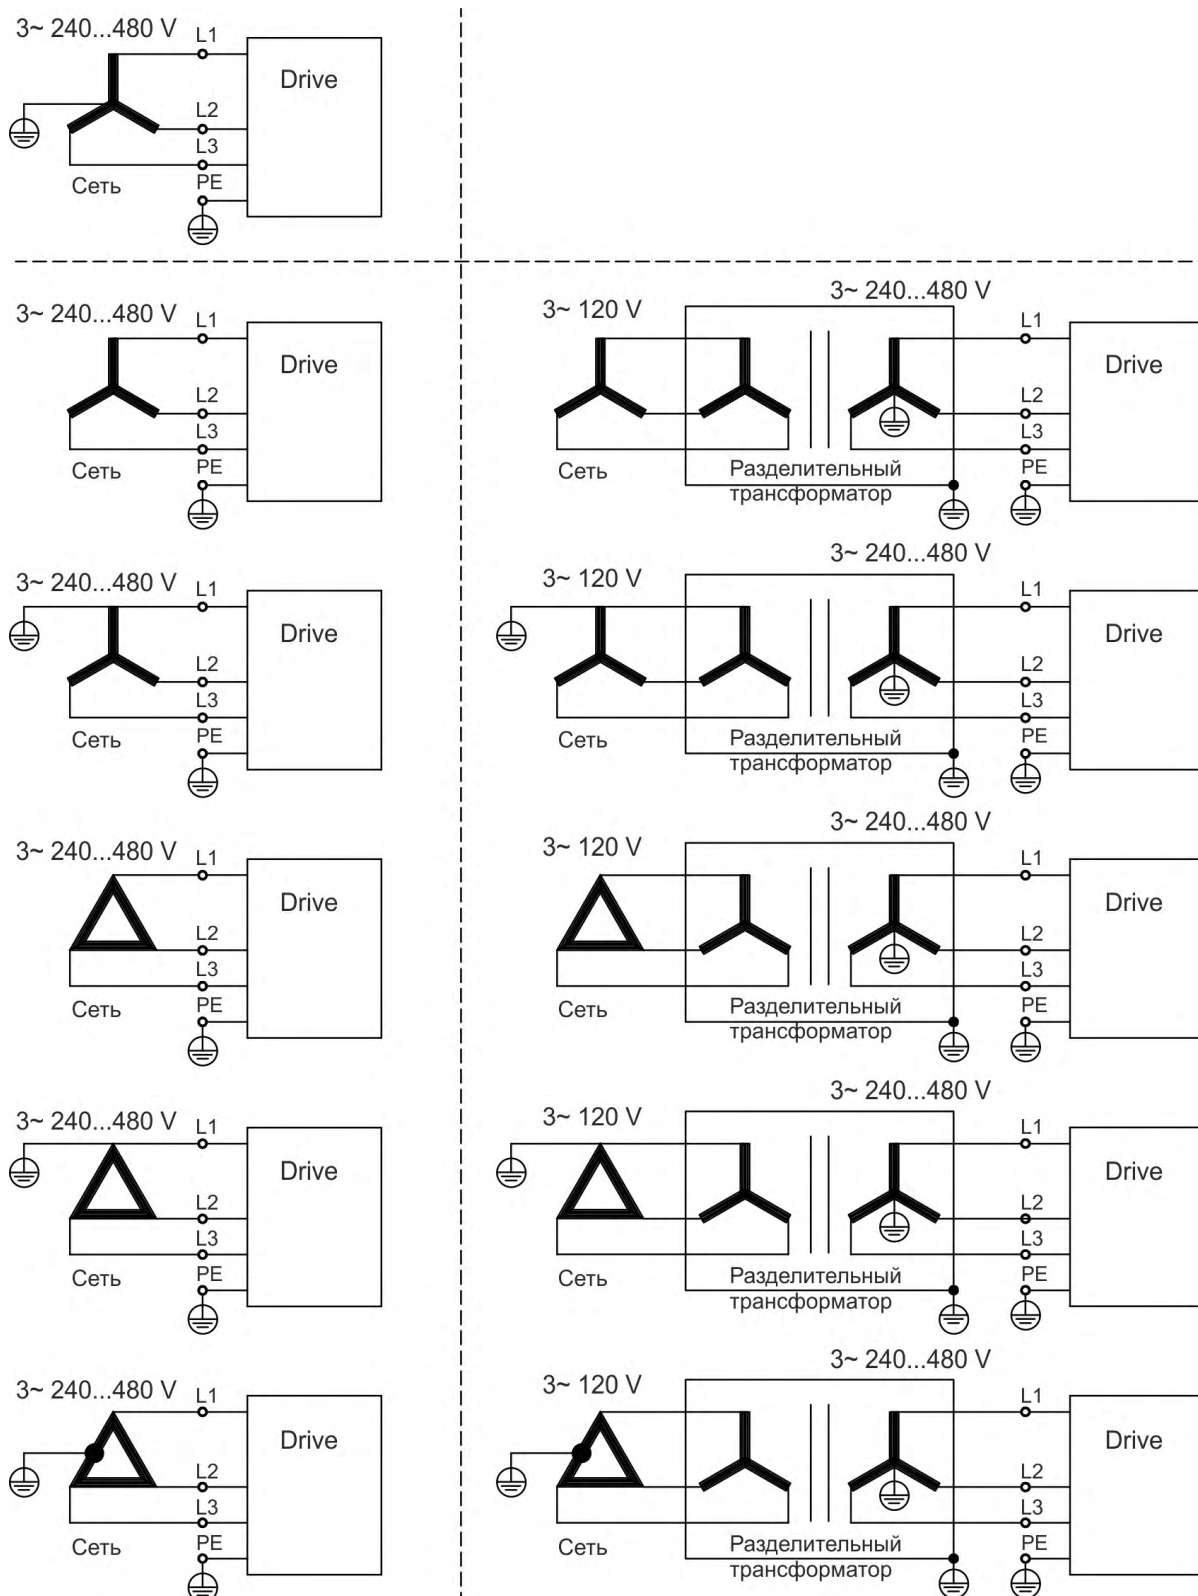 3~ 240...480 V
L1
Drive
L2
L3
Сеть
PE
3~ 240...480 V
L1
Drive
L2
L3
Сеть
PE
3~ 120 V
3~ 240...480 V
L1
Drive
L2
L3
Сеть
Разделительный
трансформатор
PE
3~ 240...480 V
L1
Drive
L2
L3
Сеть
PE
3~ 120 V
3~ 240...480 V
L1
Drive
L2
L3
Сеть
Разделительный
трансформатор
PE
3~ 240...480 V
L1
Drive
L2
L3
Сеть
PE
3~ 120 V
3~ 240...480 V
L1
Drive
L2
L3
Сеть
Разделительный
трансформатор
PE
3~ 240...480 V
L1
Drive
L2
L3
Сеть
PE
3~ 120 V
3~ 240...480 V
L1
Drive
L2
L3
Сеть
Разделительный
трансформатор
PE
3~ 240...480 V
L1
Drive
L2
L3
Сеть
PE
3~ 120 V
3~ 240...480 V
L1
Drive
L2
L3
Сеть
Разделительный
трансформатор
PE